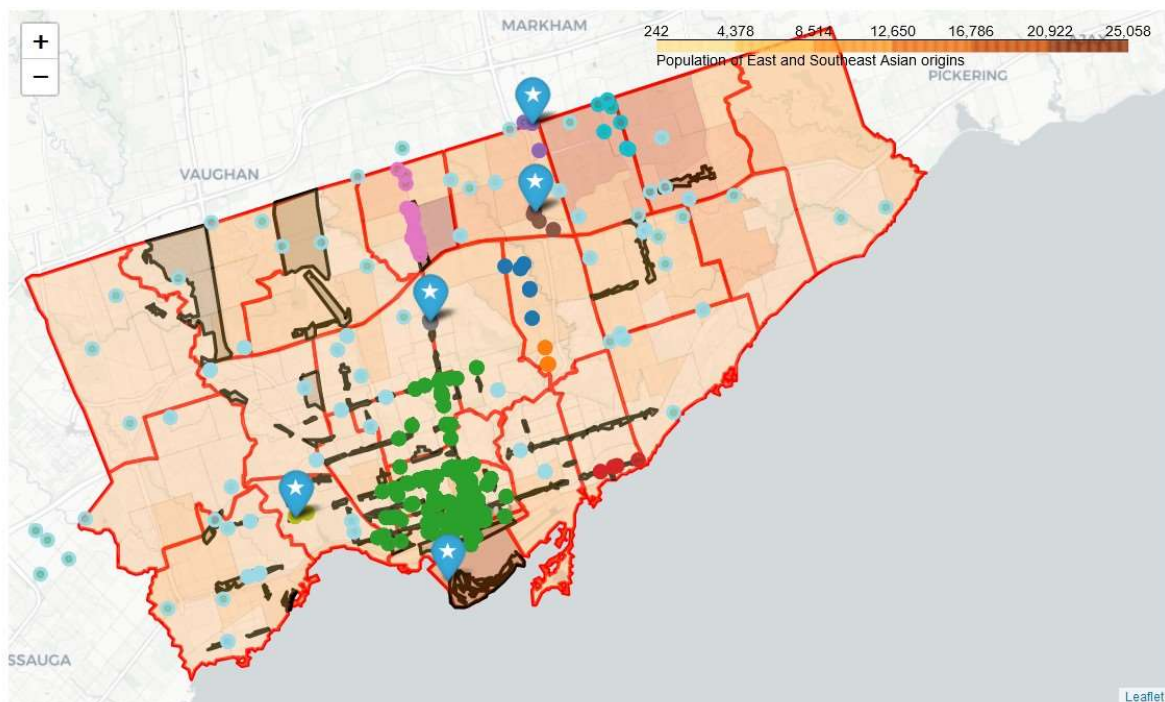 +
−
MARKHAM
242 4,378 8,514 12,650 16,786 20,922 25,058
AJAX
Population of East and Southeast Asian origins
PICKERING
VAUGHAN
SSAUGA
Leaflet